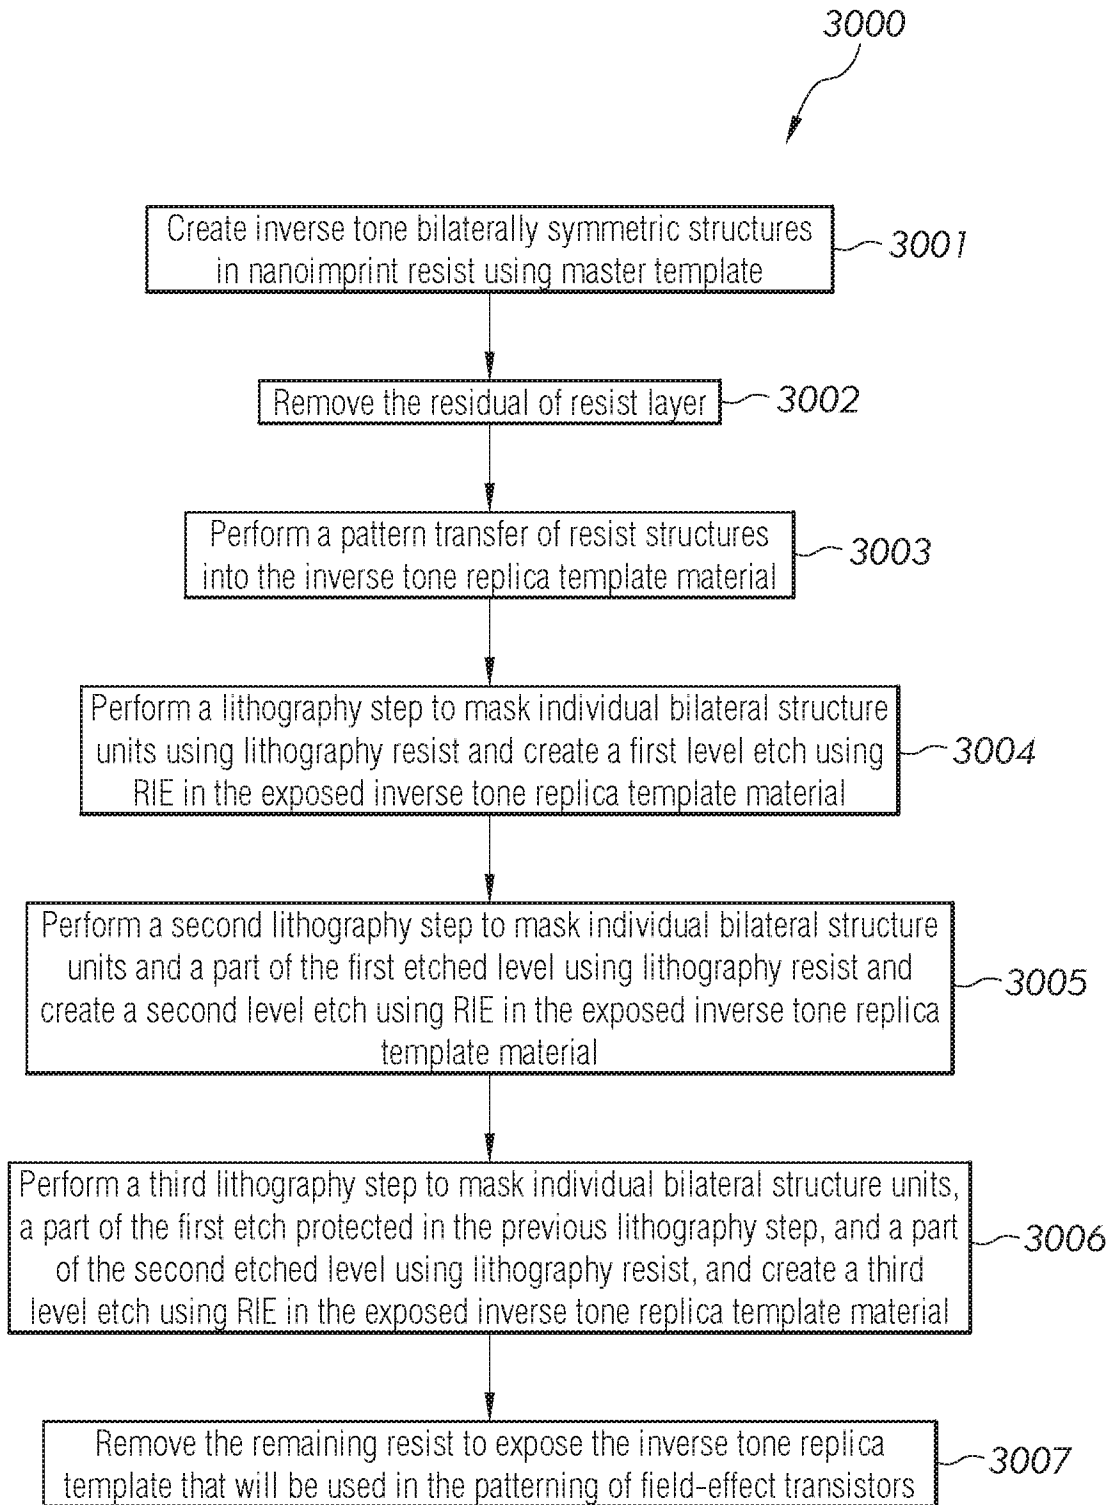 3000
Create inverse tone bilaterally symmetric structures
in nanoimprint resist using master template
3001
Remove the residual of resist layer
3002
Perform a pattern transfer of resist structures
into the inverse tone replica template material
3003
Perform a lithography step to mask individual bilateral structure
units using lithography resist and create a first level etch using
RIE in the exposed inverse tone replica template material
3004
Perform a second lithography step to mask individual bilateral structure
units and a part of the first etched level using lithography resist and
create a second level etch using RIE in the exposed inverse tone replica
template material
3005
Perform a third lithography step to mask individual bilateral structure units,
a part of the first etch protected in the previous lithography step, and a part
of the second etched level using lithography resist, and create a third
level etch using RIE in the exposed inverse tone replica template material
3006
Remove the remaining resist to expose the inverse tone replica
template that will be used in the patterning of field-effect transistors
3007